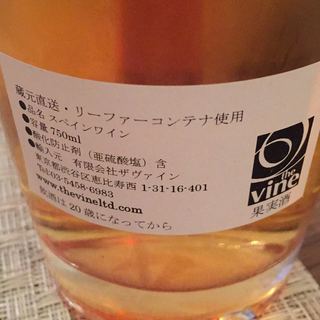 蔵元直送・リーファーコンテナ使用
●品名 スペインワイン
●容量 750ml
●酸化防止剤(亜硫酸塩)含
●輸入元 有限会社ザヴァイン
東京都渋谷区恵比寿西 1-31-16-401
TEL03-5458-6983
www.thevineltd.com
飲酒は 20 歳になってから
the
vine
果実酒